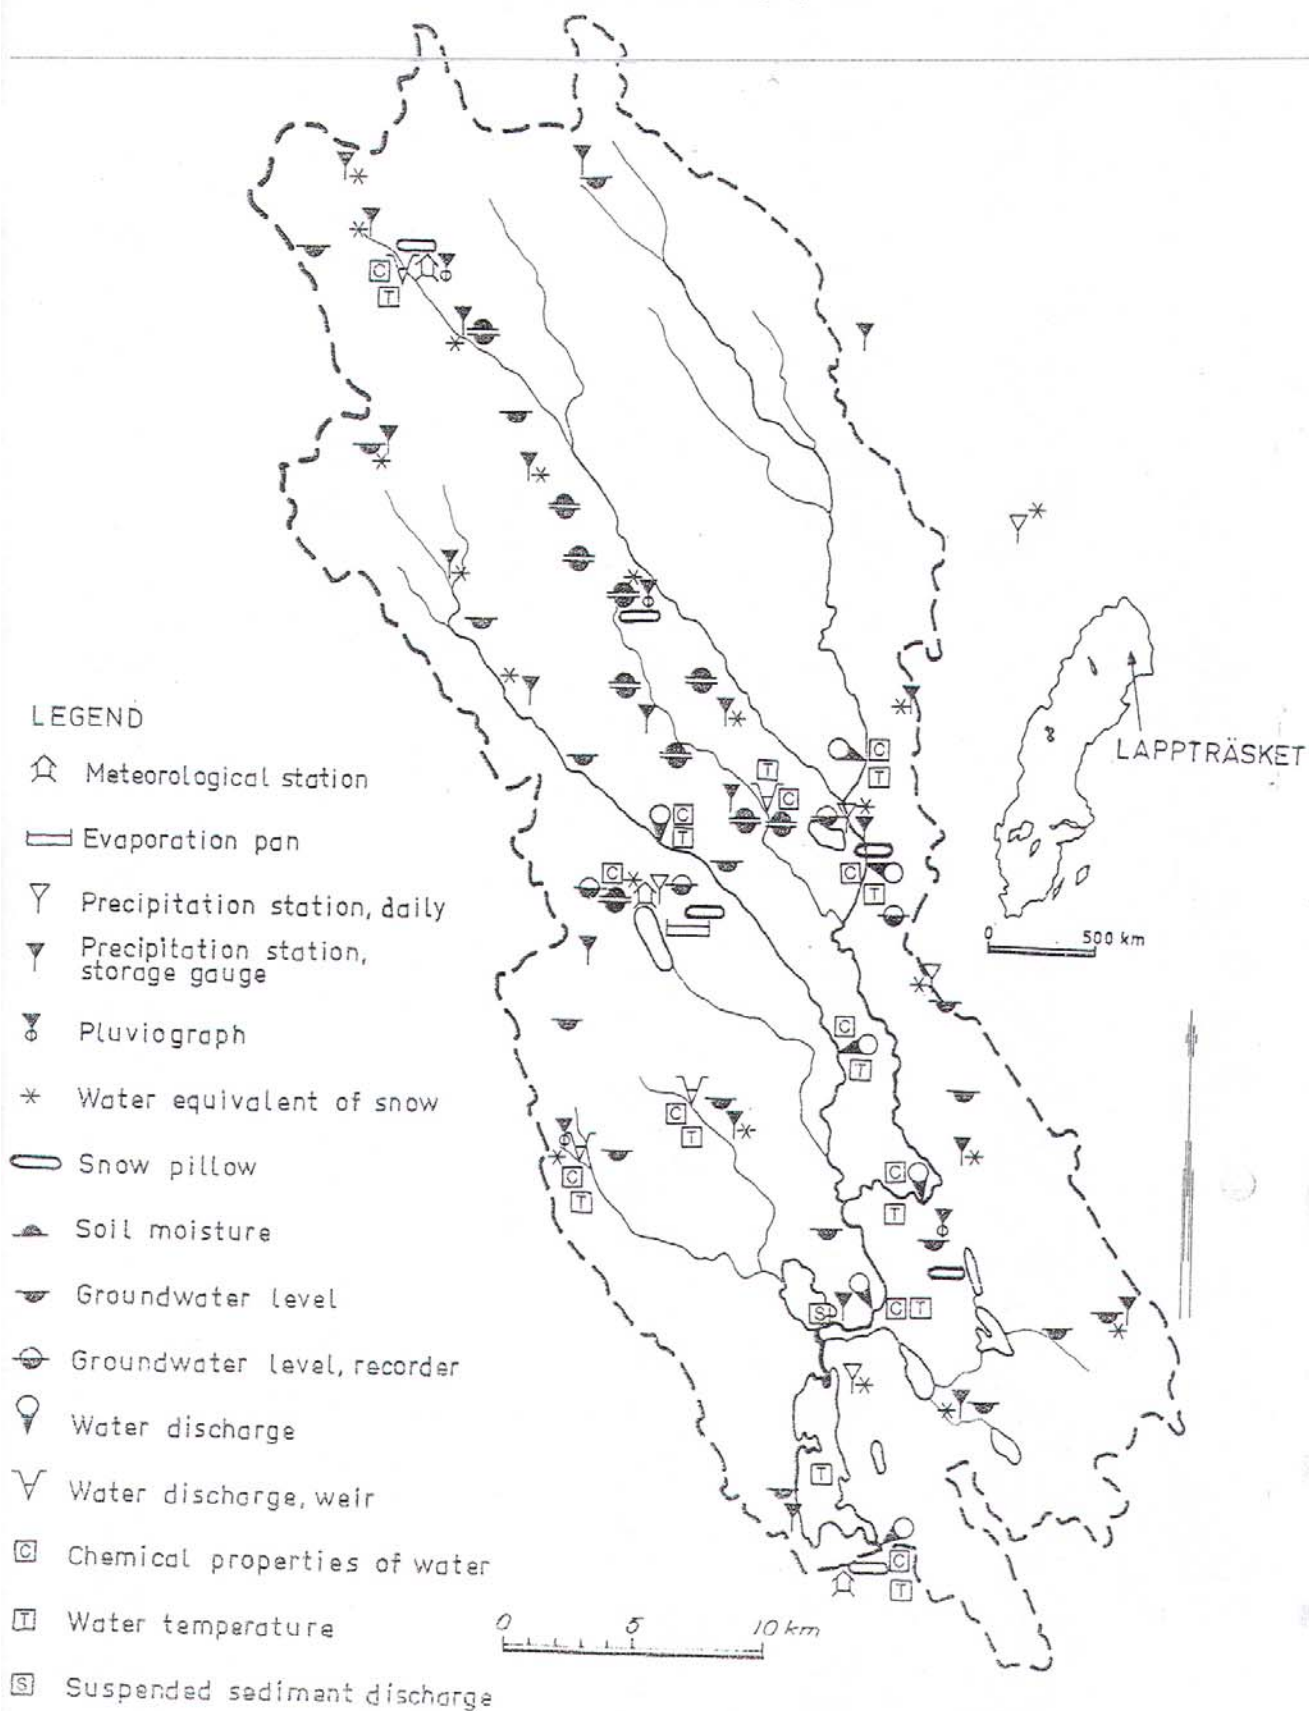 LEGEND
Meteorological station
Evaporation pan
Precipitation station, daily
Precipitation station,
storage gauge
Pluviograph
Water equivalent of snow
Snow pillow
Soil moisture
Groundwater level
Groundwater level, recorder
Water discharge
Water discharge, weir
C Chemical properties of water
T Water temperature
S Suspended sediment discharge
C
T
T
C
C
T
C
T
C
T
C
C
T
C
T
C
T
C
T
S
C T
T
C
T
LAPPTRÄSKET
0 500 km
0 5 10 km